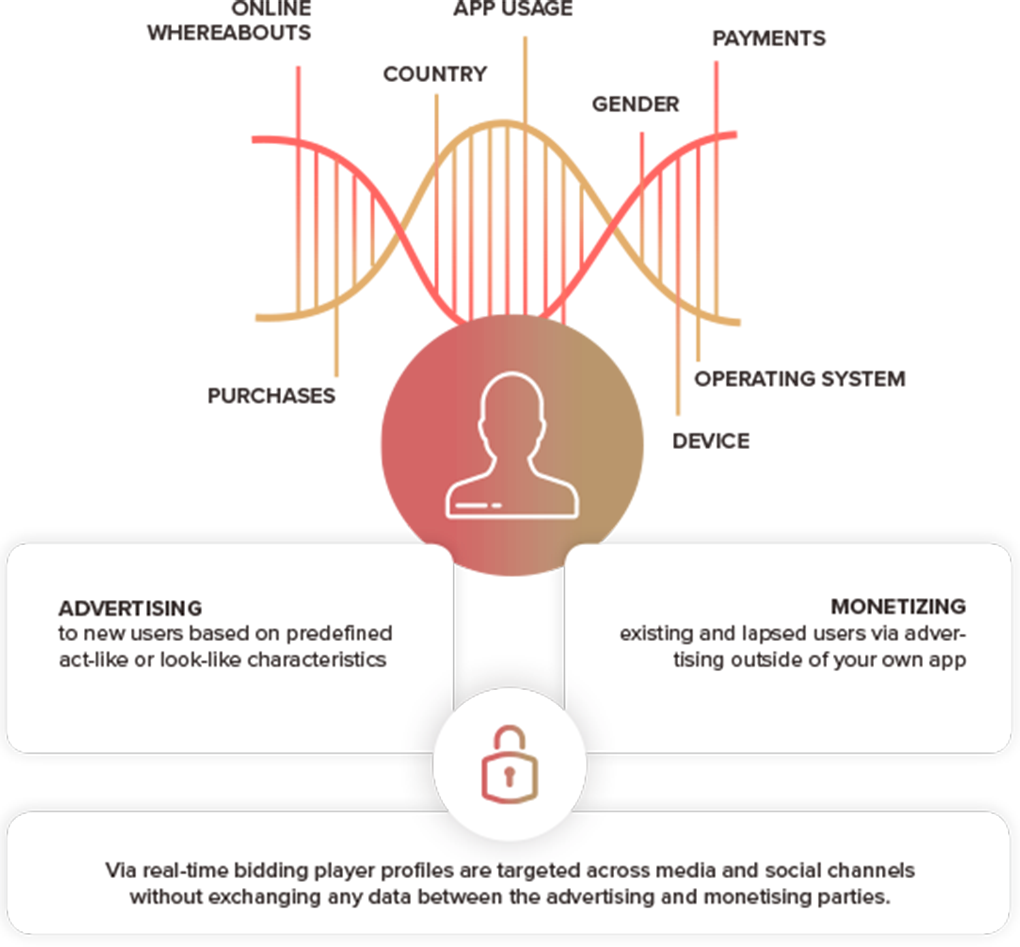 ONLINE
WHEREABOUTS
APP USAGE
PAYMENTS
COUNTRY
GENDER
PURCHASES
OPERATING SYSTEM
DEVICE
ADVERTISING
to new users based on predefined
act-like or look-like characteristics
MONETIZING
existing and lapsed users via adver-
tising outside of your own app
Via real-time bidding player profiles are targeted across media and social channels
without exchanging any data between the advertising and monetising parties.